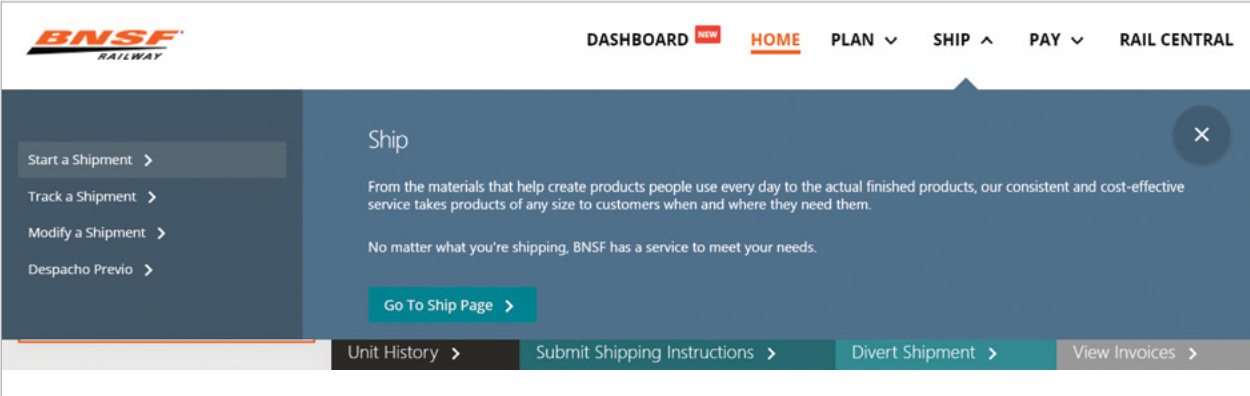 BNSF
RAILWAY
DASHBOARD NEW HOME PLAN SHIP PAY RAIL CENTRAL
Start a Shipment
Track a Shipment
Modify a Shipment
Despacho Previo
Ship
From the materials that help create products people use every day to the actual finished products, our consistent and cost-effective
service takes products of any size to customers when and where they need them.
No matter what you're shipping, BNSF has a service to meet your needs.
Go To Ship Page
Unit History Submit Shipping Instructions Divert Shipment View Invoices